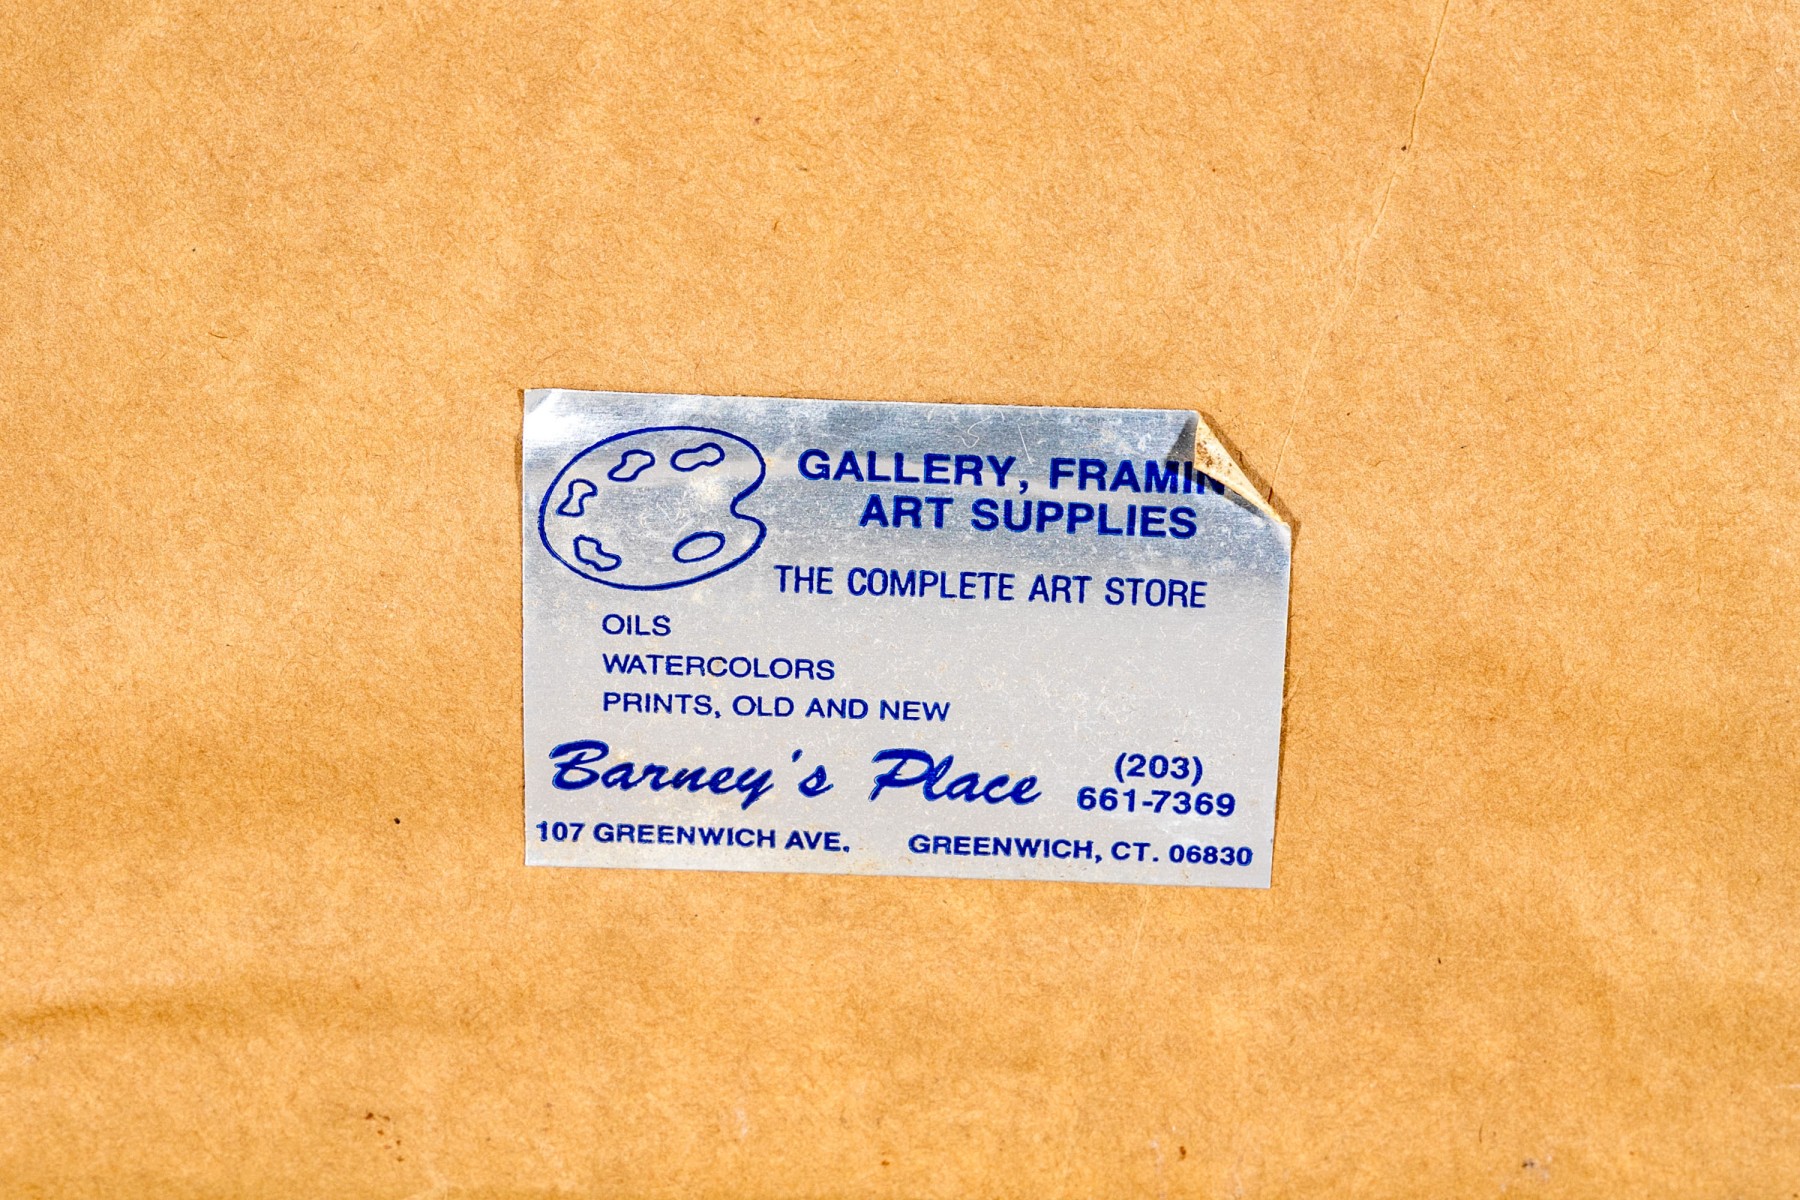 GALLERY, FRAMIN
ART SUPPLIES
THE COMPLETE ART STORE
OILS
WATERCOLORS
PRINTS, OLD AND NEW
Barney's Place
(203)
661-7369
107 GREENWICH AVE. GREENWICH, CT. 06830